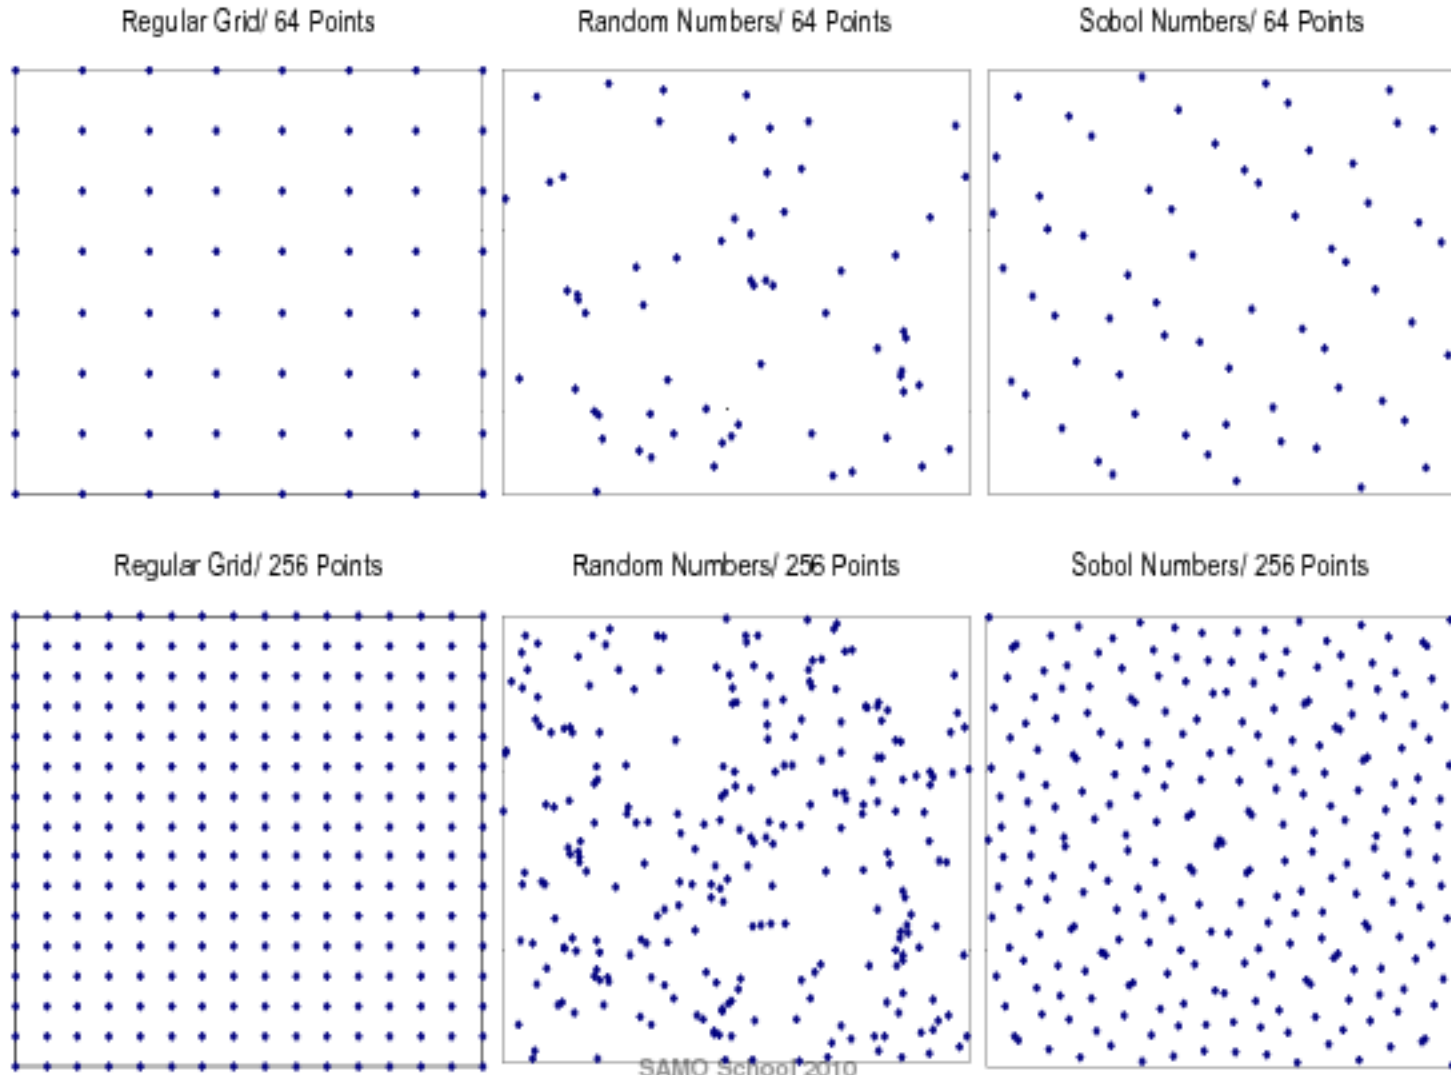 Regular Grid/ 64 Points
Random Numbers/ 64 Points
Sobol Numbers/ 64 Points
Regular Grid/ 256 Points
Random Numbers/ 256 Points
Sobol Numbers/ 256 Points
SAMO School 2010